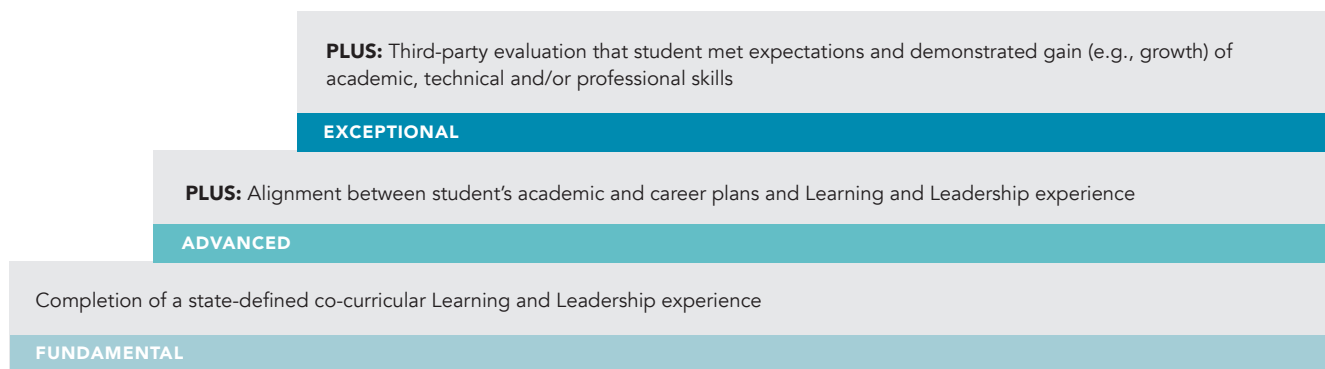 PLUS: Third-party evaluation that student met expectations and demonstrated gain (e.g., growth) of
academic, technical and/or professional skills
EXCEPTIONAL
PLUS: Alignment between student’s academic and career plans and Learning and Leadership experience
ADVANCED
Completion of a state-defined co-curricular Learning and Leadership experience
FUNDAMENTAL